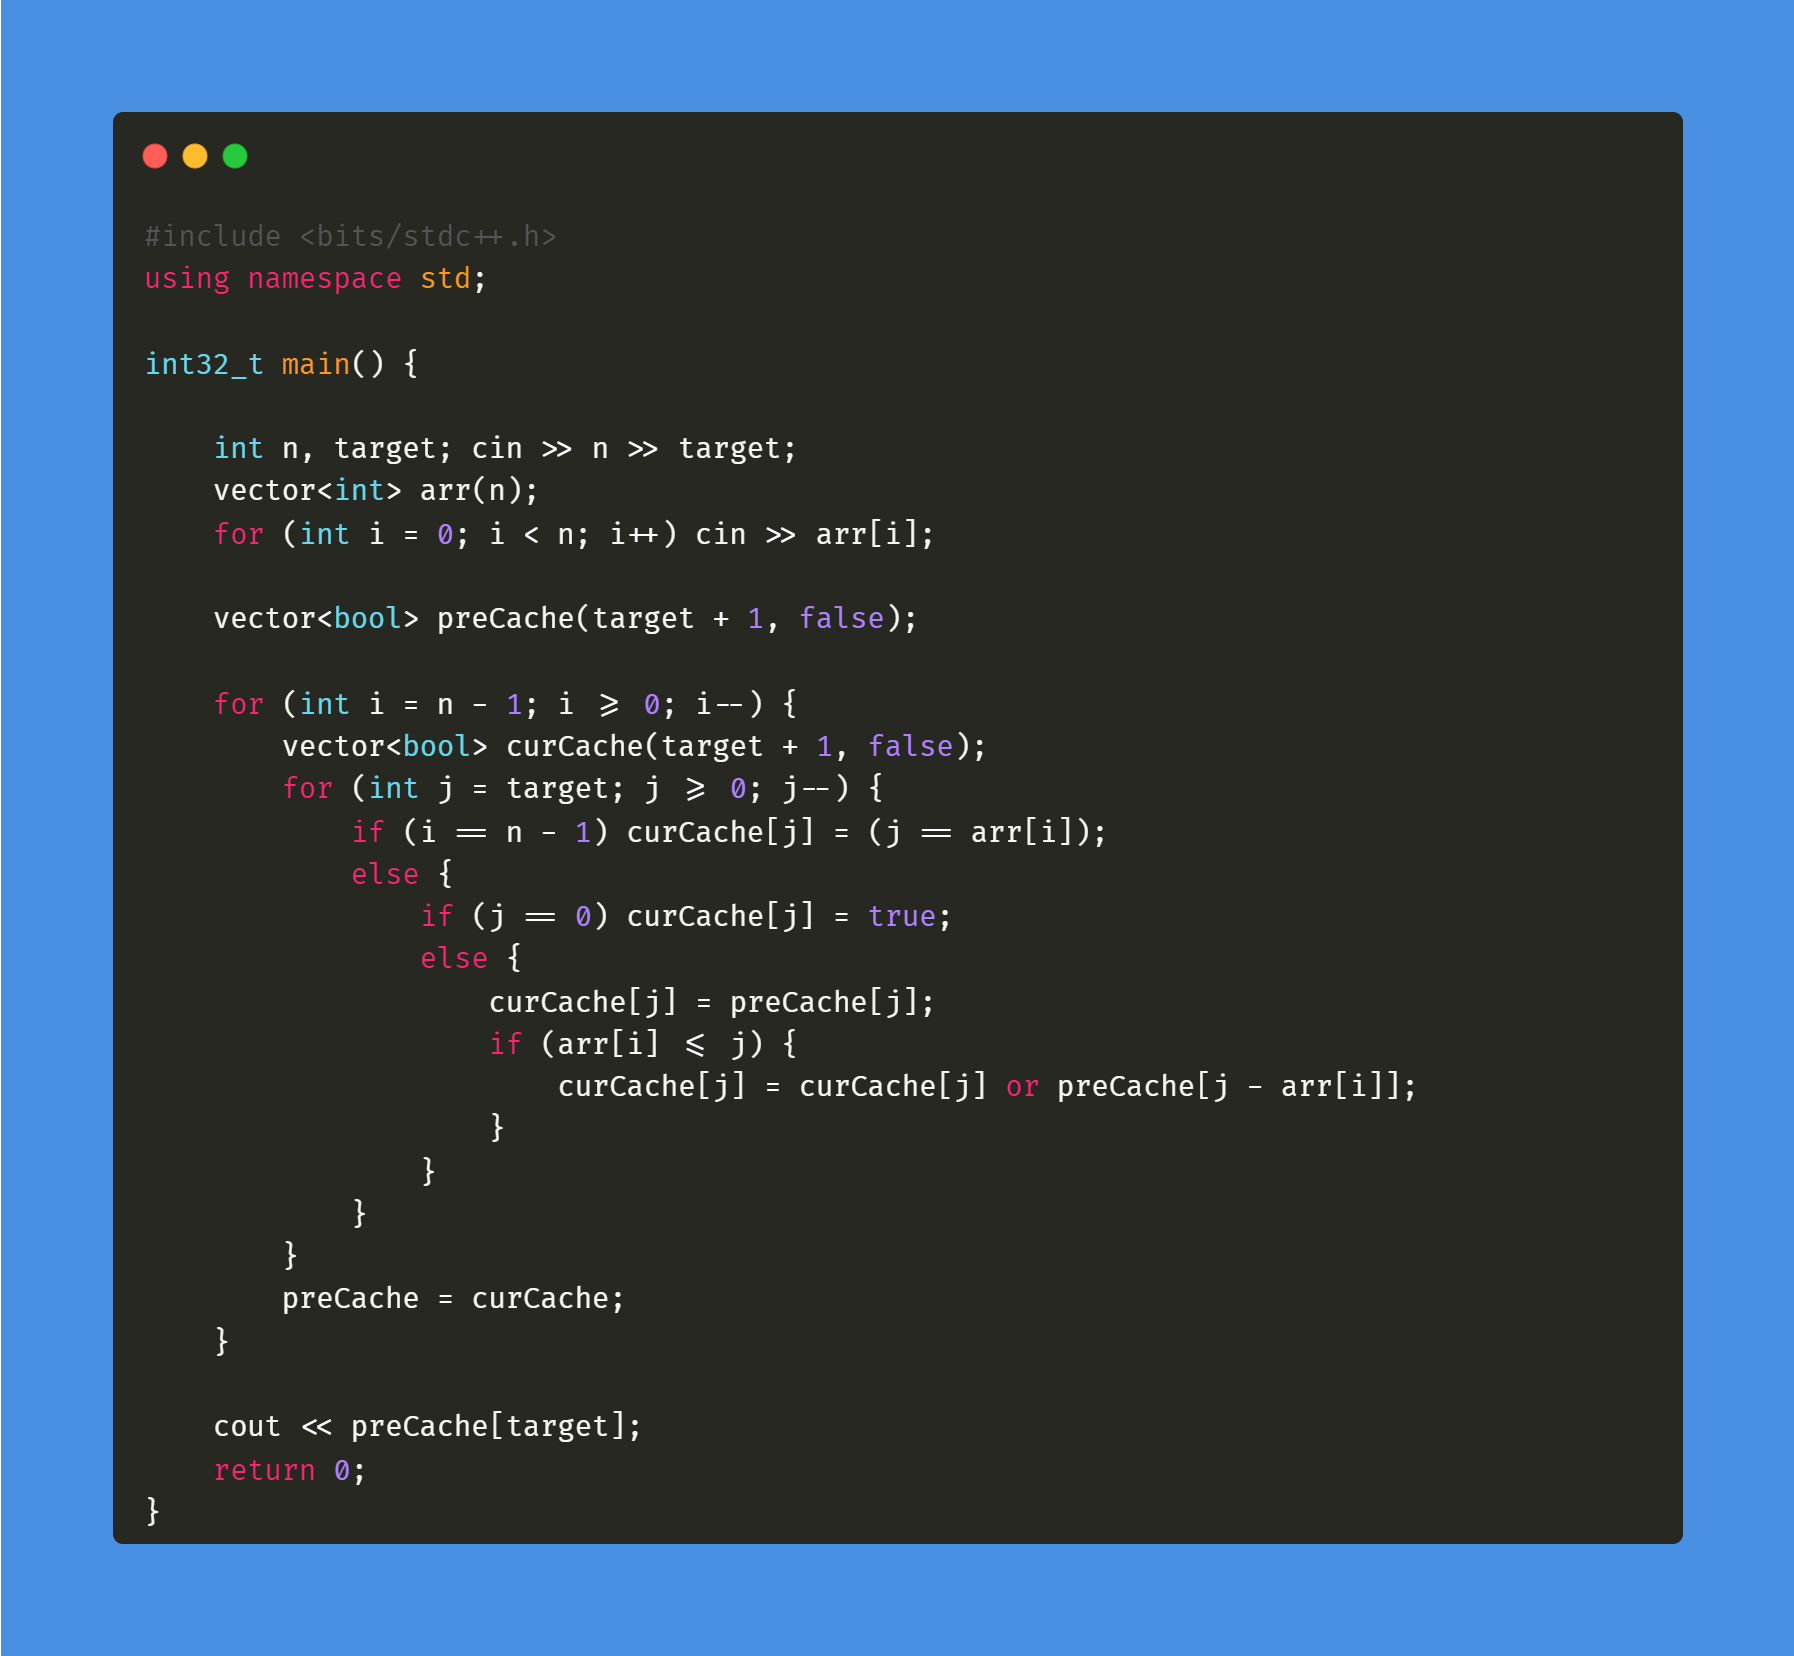 #include <bits/stdc++.h>
using namespace std;

int32_t main() {

    int n, target; cin >> n >> target;
    vector<int> arr(n);
    for (int i = 0; i < n; i++) cin >> arr[i];

    vector<bool> preCache(target + 1, false);

    for (int i = n - 1; i >= 0; i--) {
        vector<bool> curCache(target + 1, false);
        for (int j = target; j >= 0; j--) {
            if (i == n - 1) curCache[j] = (j == arr[i]);
            else {
                if (j == 0) curCache[j] = true;
                else {
                    curCache[j] = preCache[j];
                    if (arr[i] <= j) {
                        curCache[j] = curCache[j] or preCache[j - arr[i]];
                    }
                }
            }
        }
        preCache = curCache;
    }

    cout << preCache[target];
    return 0;
}